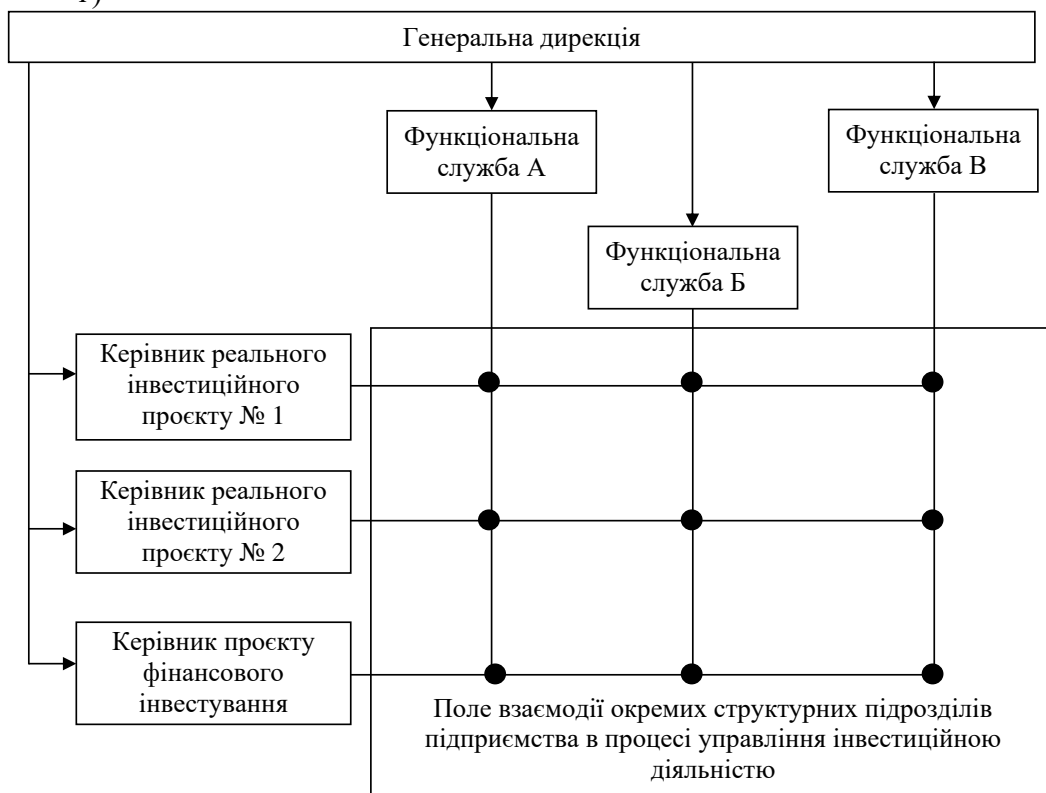 Генеральна дирекція
Функціональна
служба А
Функціональна
служба В
Функціональна
служба Б
Керівник реального
інвестиційного
проєкту № 1
Керівник реального
інвестиційного
проєкту № 2
Керівник проєкту
фінансового
інвестування
Поле взаємодії окремих структурних підрозділів
підприємства в процесі управління інвестиційною
діяльністю